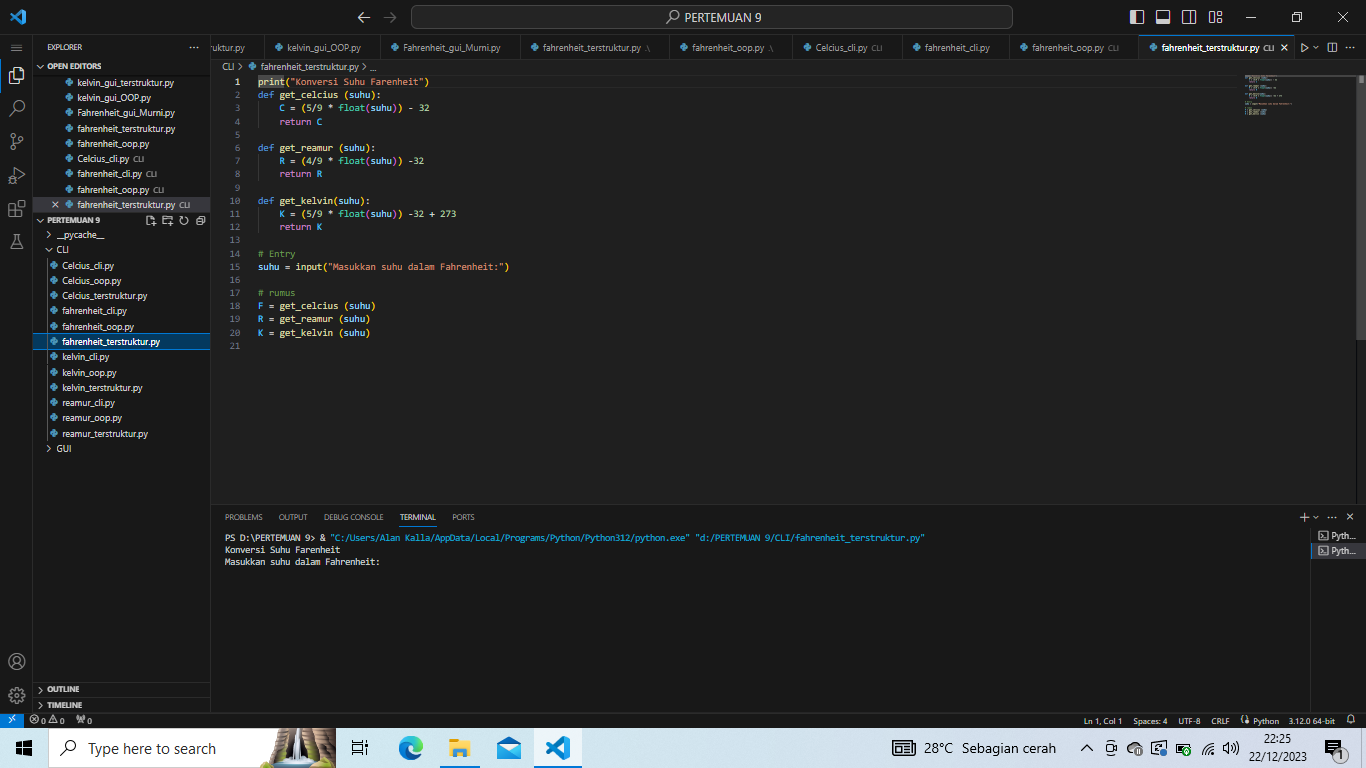 PERTEMUAN 9
EXPLORER
OPEN EDITORS
kelvin_gui_terstruktur.py
kelvin_gui_OOP.py
Fahrenheit_gui_Murni.py
fahrenheit_terstruktur.py
fahrenheit_oop.py
Celcius_cli.py CLI
fahrenheit_cli.py CLI
fahrenheit_oop.py CLI
fahrenheit_terstruktur.py CLI
PERTEMUAN 9
__pycache__
CLI
Celcius_cli.py
Celcius_oop.py
Celcius_terstruktur.py
fahrenheit_cli.py
fahrenheit_oop.py
fahrenheit_terstruktur.py
kelvin_cli.py
kelvin_oop.py
kelvin_terstruktur.py
reamur_cli.py
reamur_oop.py
reamur_terstruktur.py
GUI
OUTLINE
TIMELINE
ruktur.py kelvin_gui_OOP.py Fahrenheit_gui_Murni.py fahrenheit_terstruktur.py .\ fahrenheit_oop.py .\ Celcius_cli.py CLI fahrenheit_cli.py fahrenheit_oop.py CLI fahrenheit_terstruktur.py CLI
CLI > fahrenheit_terstruktur.py > ...
1 print("Konversi Suhu Farenheit")
2 def get_celcius (suhu):
3 C = (5/9 * float(suhu)) - 32
4 return C
5
6 def get_reamur (suhu):
7 R = (4/9 * float(suhu)) -32
8 return R
9
10 def get_kelvin(suhu):
11 K = (5/9 * float(suhu)) -32 + 273
12 return K
13
14 # Entry
15 suhu = input("Masukkan suhu dalam Fahrenheit:")
16
17 # rumus
18 F = get_celcius (suhu)
19 R = get_reamur (suhu)
20 K = get_kelvin (suhu)
21
PROBLEMS OUTPUT DEBUG CONSOLE TERMINAL PORTS
PS D:\PERTEMUAN 9> & "C:/Users/Alan Kalla/AppData/Local/Programs/Python/Python312/python.exe" "d:/PERTEMUAN 9/CLI/fahrenheit_terstruktur.py"
Konversi Suhu Farenheit
Masukkan suhu dalam Fahrenheit:
Pyth...
Pyth...
0 0 0 Ln 1, Col 1 Spaces: 4 UTF-8 CRLF Python 3.12.0 64-bit
Type here to search
28°C Sebagian cerah
22:25
22/12/2023
1